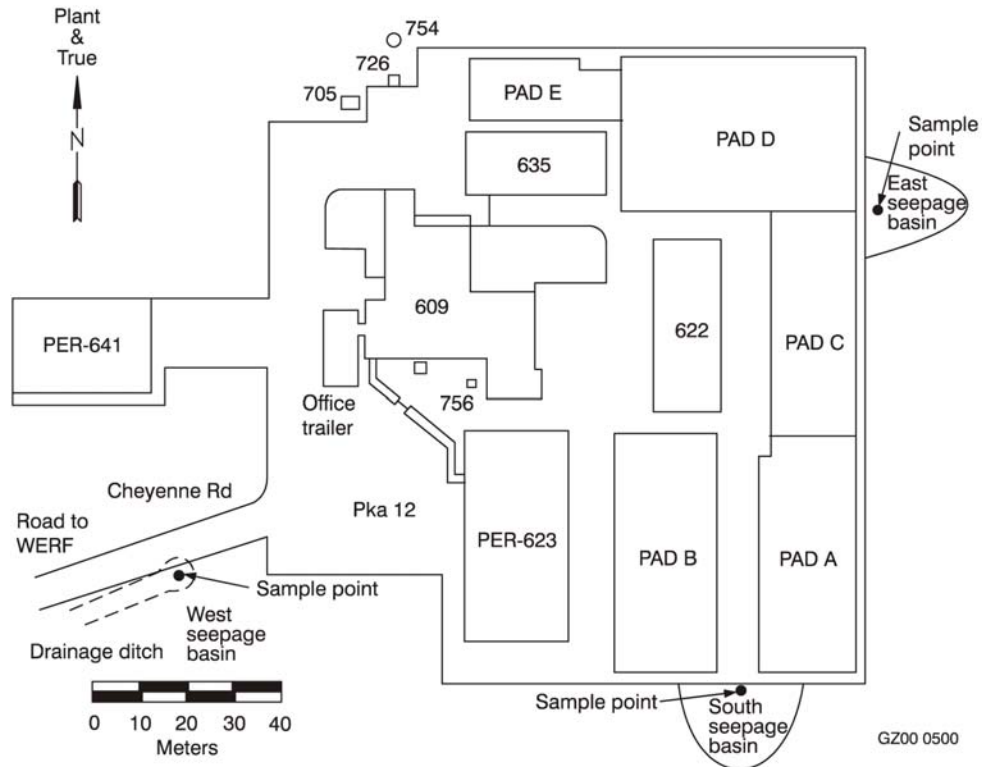 Plant
&
True
N
754
726
705
PAD E
PAD D
635
Sample
point
East
seepage
basin
609
622
PAD C
PER-641
Office
trailer
756
Cheyenne Rd
Pka 12
Road to
WERF
PER-623
PAD B
PAD A
Sample point
West
seepage
basin
Drainage ditch
0 10 20 30 40
Meters
Sample point
South
seepage
basin
GZ00 0500